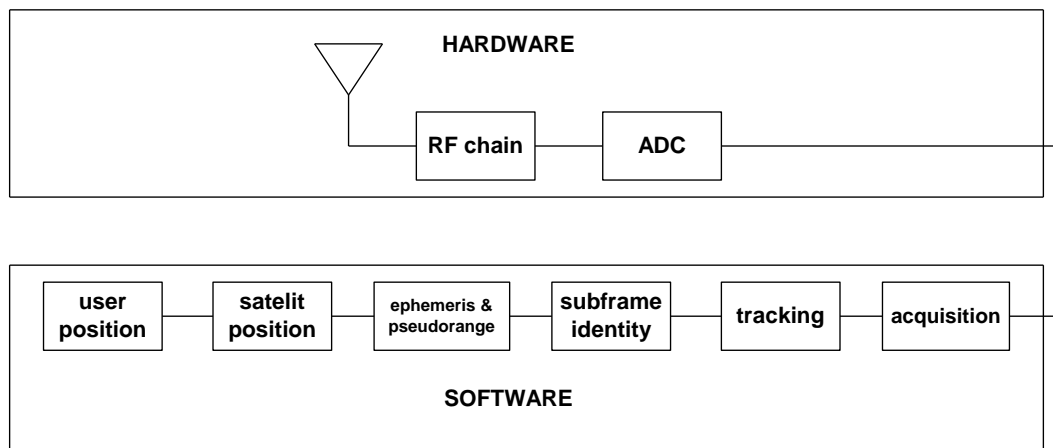 HARDWARE
RF chain
ADC
user
position
satelit
position
ephemeris &
pseudorange
subframe
identity
tracking
acquisition
SOFTWARE